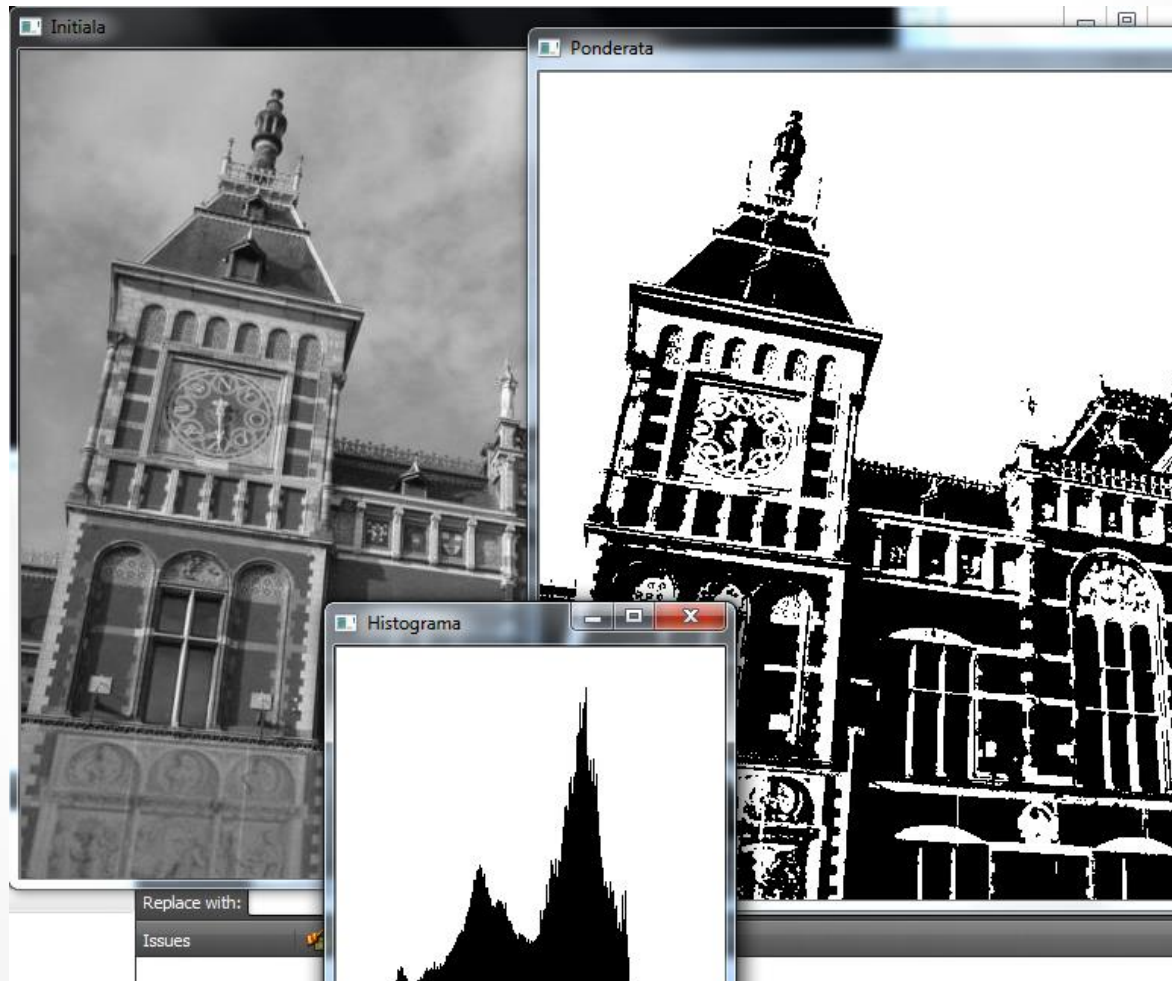 Initiala
Ponderata
Histograma
Replace with:
Issues